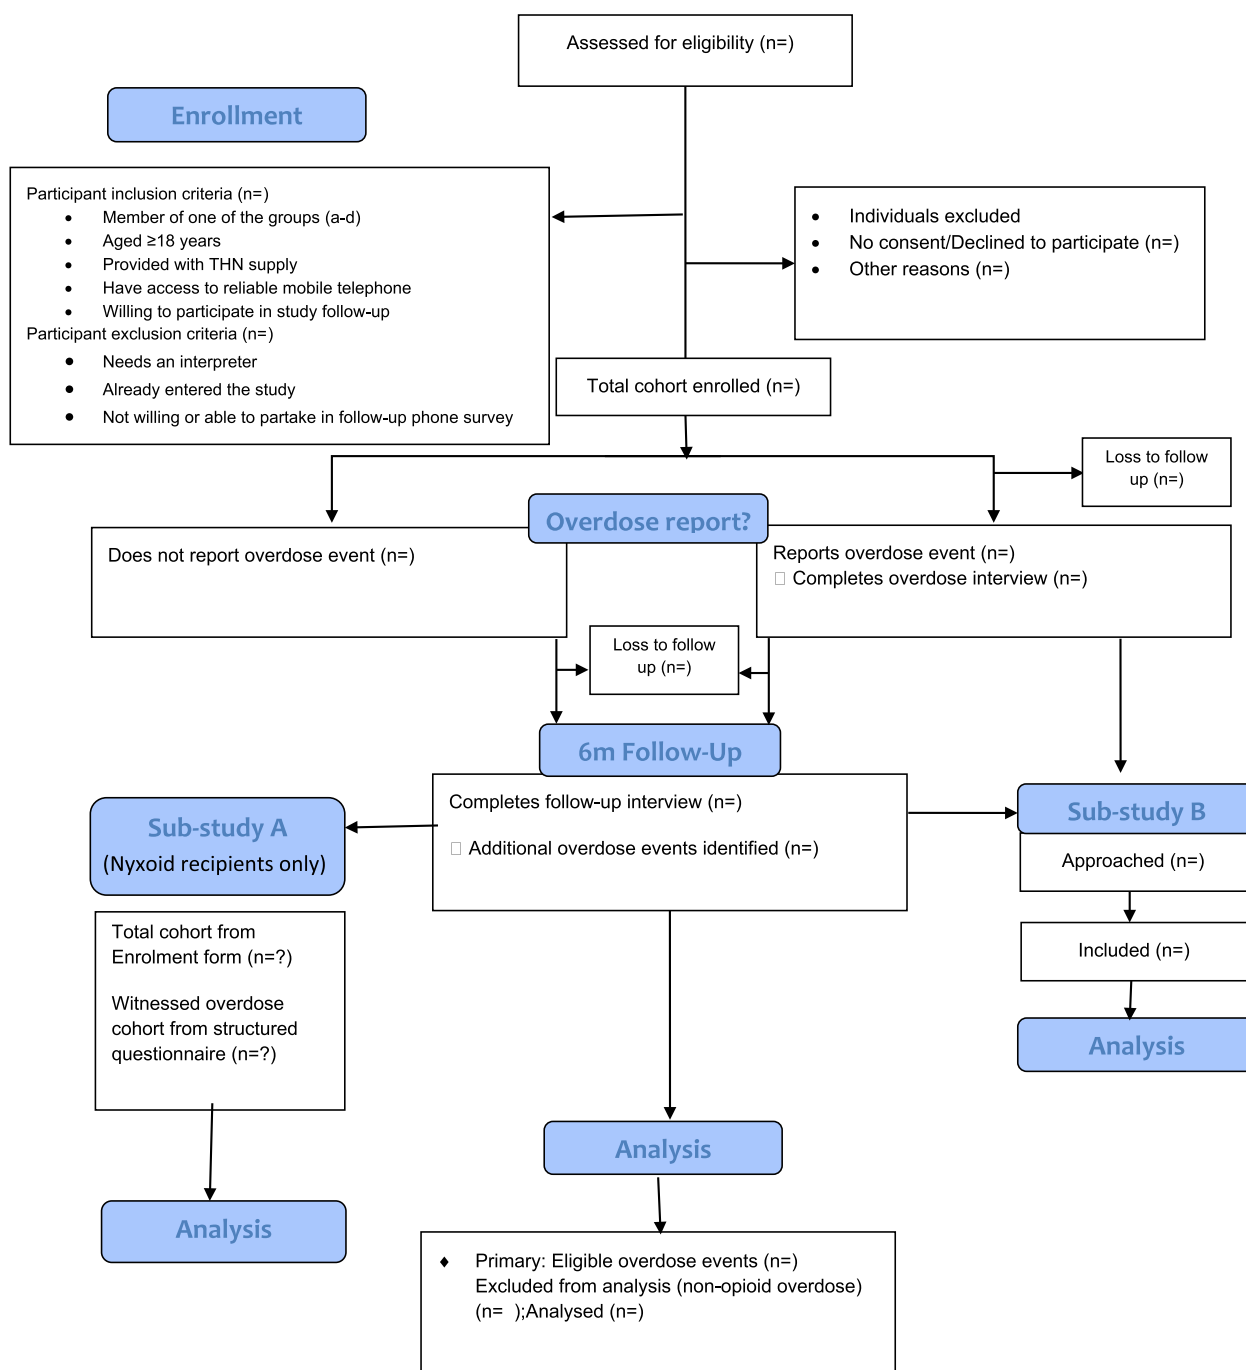 Assessed for eligibility (n=)
Enrollment
Participant inclusion criteria (n=)
• Member of one of the groups (a-d)
• Aged ≥18 years
• Provided with THN supply
• Have access to reliable mobile telephone
• Willing to participate in study follow-up
Participant exclusion criteria (n=)
• Needs an interpreter
• Already entered the study
• Not willing or able to partake in follow-up phone survey
• Individuals excluded
• No consent/Declined to participate (n=)
• Other reasons (n=)
Total cohort enrolled (n=)
Loss to follow
up (n=)
Overdose report?
Does not report overdose event (n=)
Reports overdose event (n=)
□ Completes overdose interview (n=)
Loss to follow
up (n=)
6m Follow-Up
Completes follow-up interview (n=)
□ Additional overdose events identified (n=)
Sub-study A
(Nyxoid recipients only)
Total cohort from
Enrolment form (n=?)
Witnessed overdose
cohort from structured
questionnaire (n=?)
Analysis
Sub-study B
Approached (n=)
Included (n=)
Analysis
Analysis
♦ Primary: Eligible overdose events (n=)
Excluded from analysis (non-opioid overdose)
(n= );Analysed (n=)